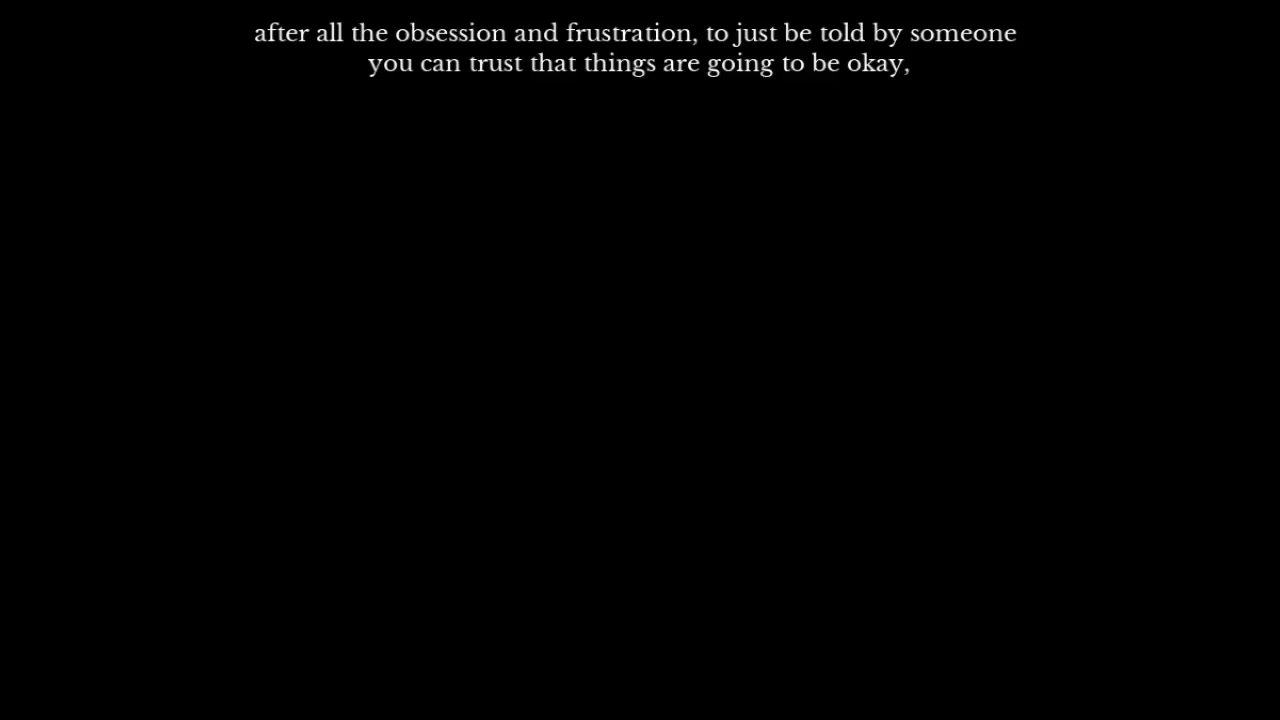 after all the obsession and frustration, to just be told by someone
you can trust that things are going to be okay,